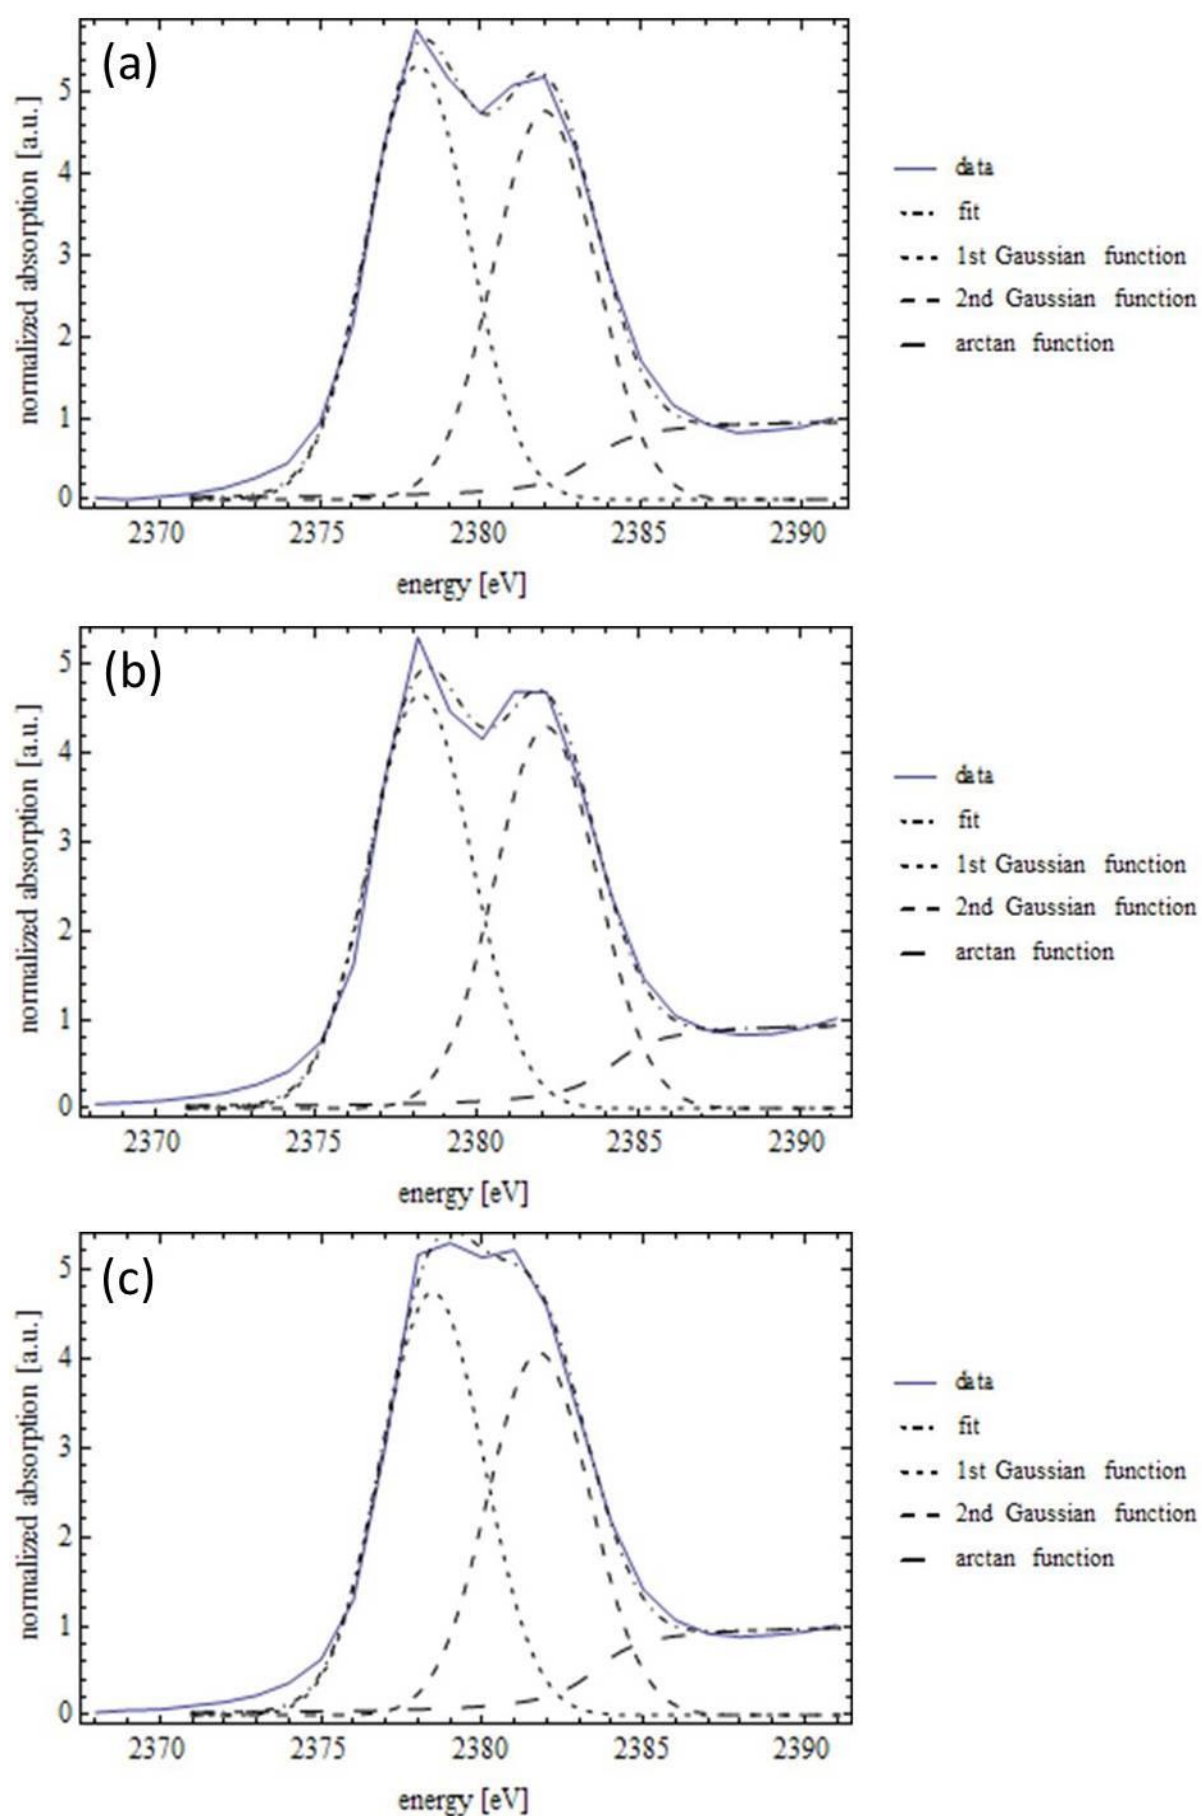 (a)
normalized absorption [a.u.]
5
4
3
2
1
0
2370 2375 2380 2385 2390
energy [eV]
data
fit
1st Gaussian function
2nd Gaussian function
arctan function
(b)
normalized absorption [a.u.]
5
4
3
2
1
0
2370 2375 2380 2385 2390
energy [eV]
data
fit
1st Gaussian function
2nd Gaussian function
arctan function
(c)
normalized absorption [a.u.]
5
4
3
2
1
0
2370 2375 2380 2385 2390
energy [eV]
data
fit
1st Gaussian function
2nd Gaussian function
arctan function